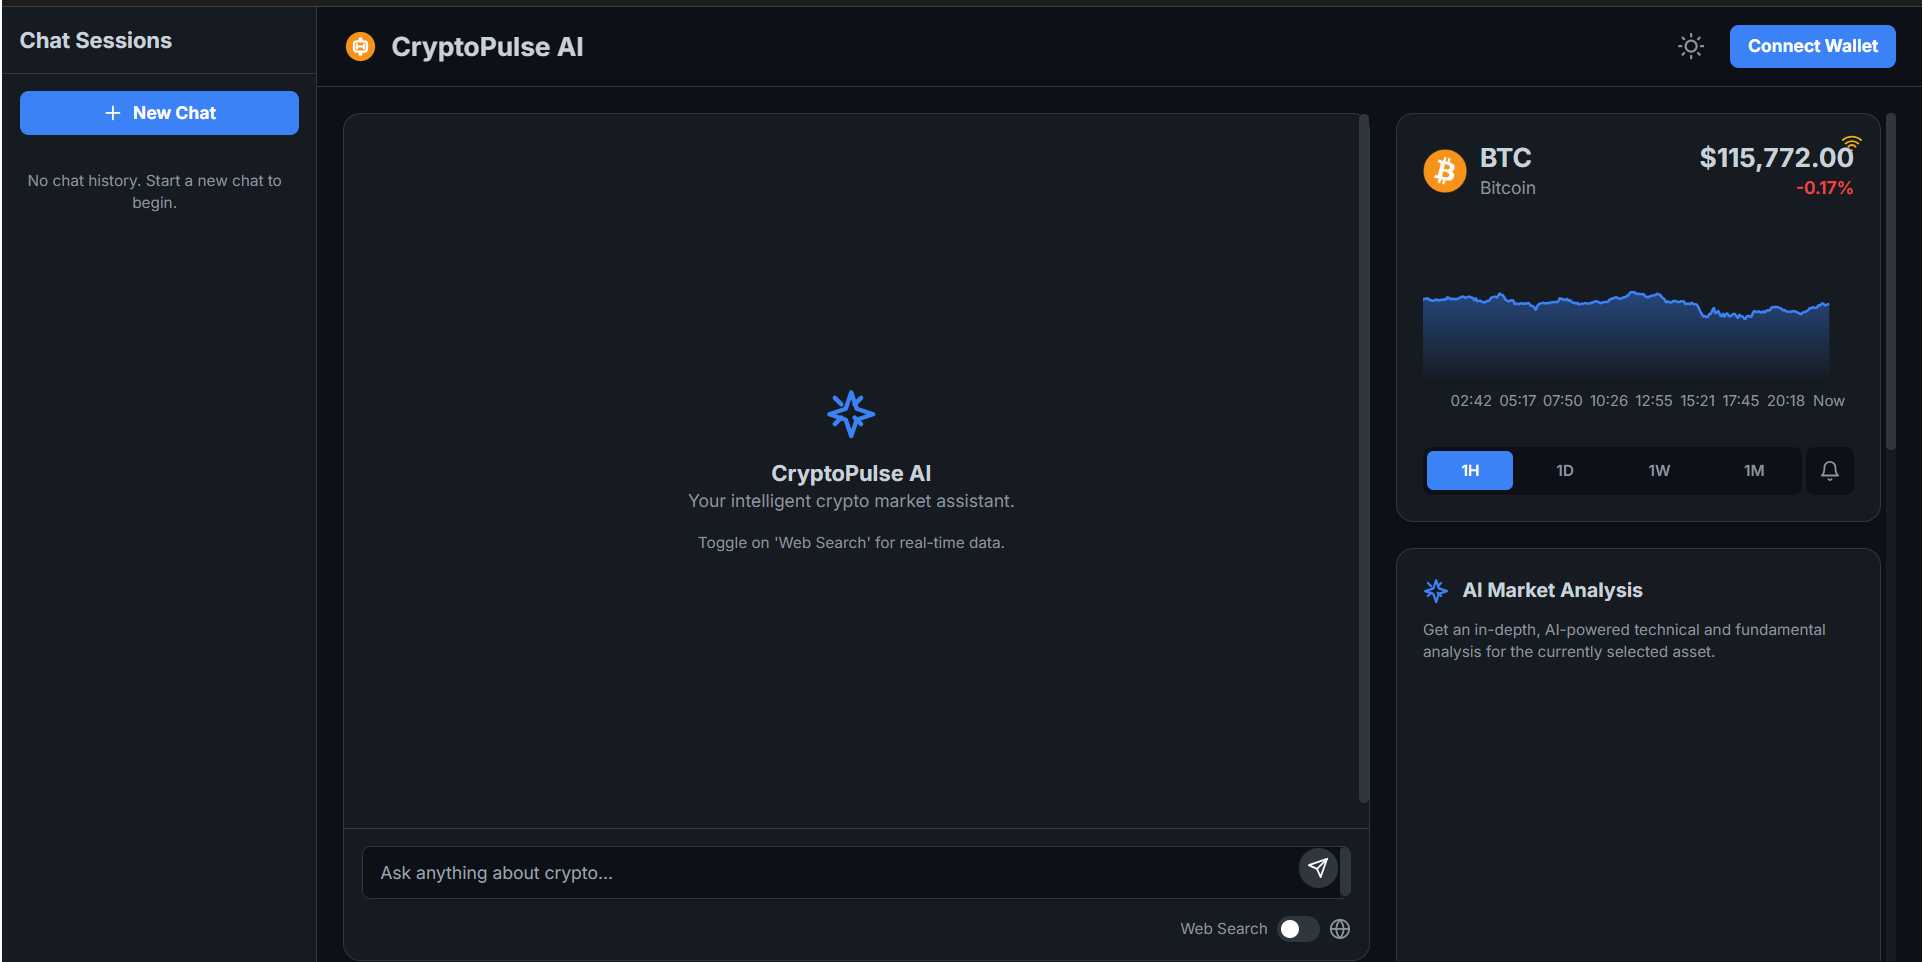 Chat Sessions
New Chat
No chat history. Start a new chat to
begin.
CryptoPulse AI
Connect Wallet
CryptoPulse AI
Your intelligent crypto market assistant.
Toggle on 'Web Search' for real-time data.
Ask anything about crypto...
Web Search
BTC
Bitcoin
$115,772.00
-0.17%
02:42 05:17 07:50 10:26 12:55 15:21 17:45 20:18 Now
1H 1D 1W 1M
AI Market Analysis
Get an in-depth, AI-powered technical and fundamental
analysis for the currently selected asset.